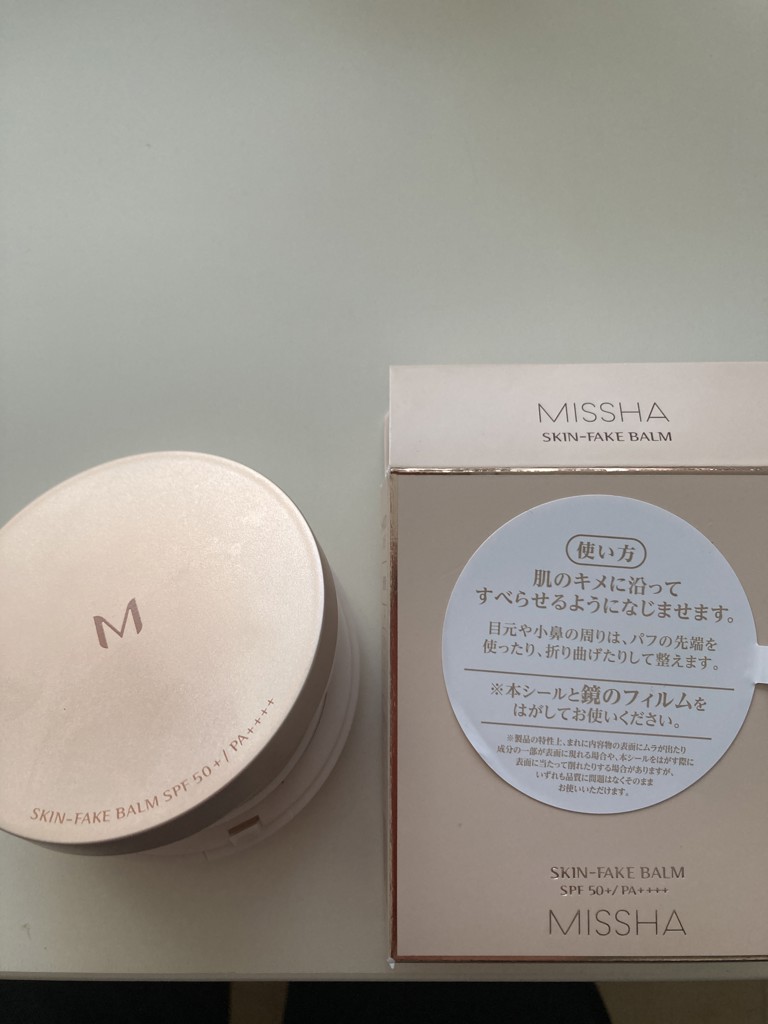 M
SKIN-FAKE BALM SPF 50+/ PA++++
MISSHA
SKIN-FAKE BALM
使い方
肌のキメに沿って
すべらせるようになじませます。
目元や小鼻の周りは、パフの先端を
使ったり、折り曲げたりして整えます。
※本シールと鏡のフィルムを
はがしてお使いください。
※製品の特性上、まれに内容物の表面にムラが出たり
成分の一部が表面に現れる場合や、本シールをはがす際に
表面に当たって削れたりする場合がありますが、
いずれも品質に問題はなくそのまま
お使いいただけます。
SKIN-FAKE BALM
SPF 50+/ PA++++
MISSHA